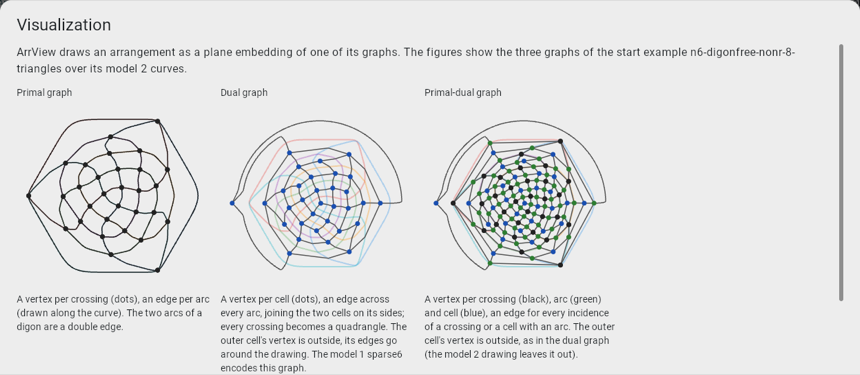 Visualization
ArrView draws an arrangement as a plane embedding of one of its graphs. The figures show the three graphs of the start example n6-digonfree-nonr-8-
triangles over its model 2 curves.
Primal graph
Dual graph
Primal-dual graph
A vertex per crossing (dots), an edge per arc
(drawn along the curve). The two arcs of a
digon are a double edge.
A vertex per cell (dots), an edge across
every arc, joining the two cells on its sides;
every crossing becomes a quadrangle. The
outer cell's vertex is outside, its edges go
around the drawing. The model 1 sparse6
encodes this graph.
A vertex per crossing (black), arc (green)
and cell (blue), an edge for every incidence
of a crossing or a cell with an arc. The outer
cell's vertex is outside, as in the dual graph
(the model 2 drawing leaves it out).